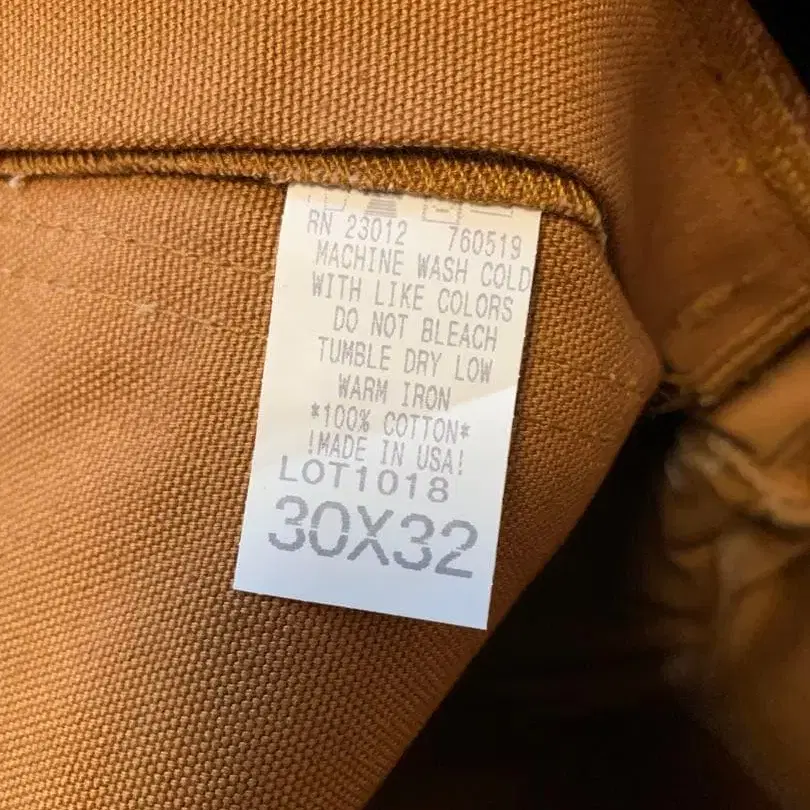 RN 23012 760519
MACHINE WASH COLD
WITH LIKE COLORS
DO NOT BLEACH
TUMBLE DRY LOW
WARM IRON
*100% COTTON*
!MADE IN USA!
LOT1018
30X32